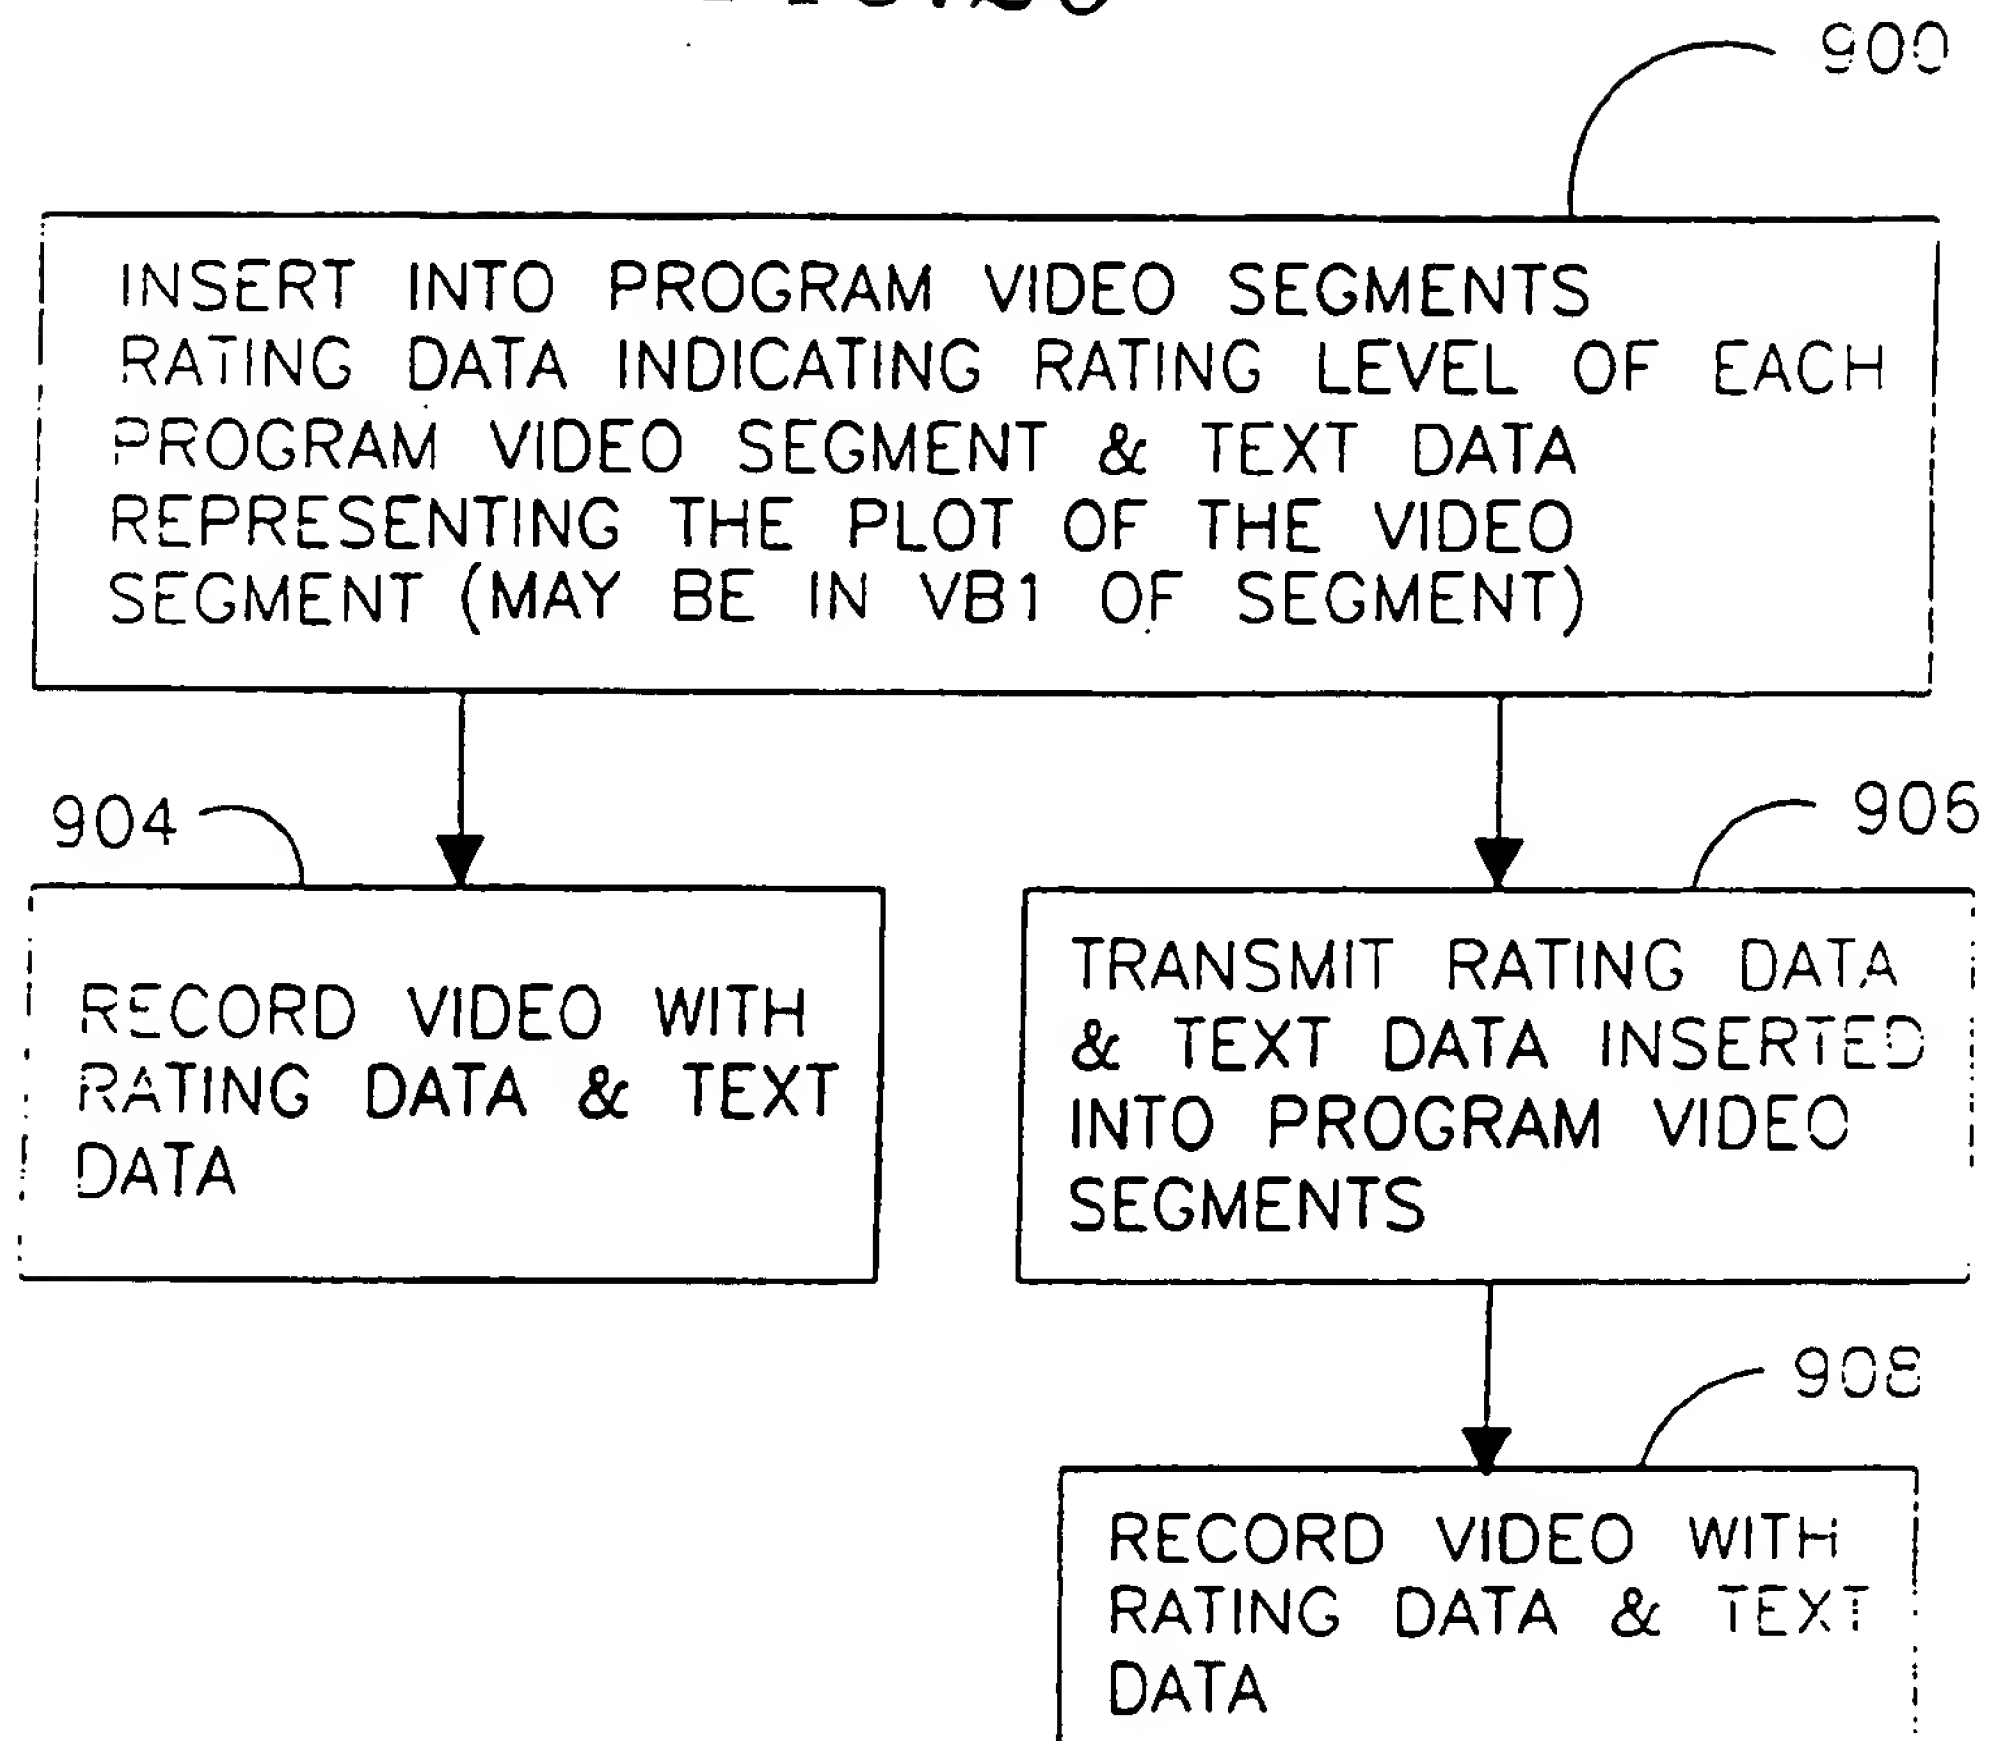 900
INSERT INTO PROGRAM VIDEO SEGMENTS
RATING DATA INDICATING RATING LEVEL OF EACH
PROGRAM VIDEO SEGMENT & TEXT DATA
REPRESENTING THE PLOT OF THE VIDEO
SEGMENT (MAY BE IN VB1 OF SEGMENT)
904
906
RECORD VIDEO WITH
RATING DATA & TEXT
DATA
TRANSMIT RATING DATA
& TEXT DATA INSERTED
INTO PROGRAM VIDEO
SEGMENTS
908
RECORD VIDEO WITH
RATING DATA & TEXT
DATA